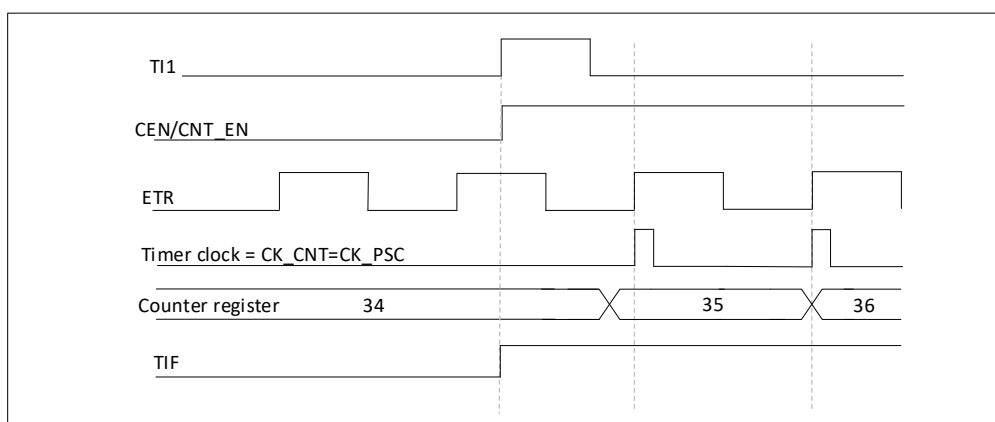 TI1
CEN/CNT_EN
ETR
Timer clock = CK_CNT=CK_PSC
Counter register 34 35 36
TIF